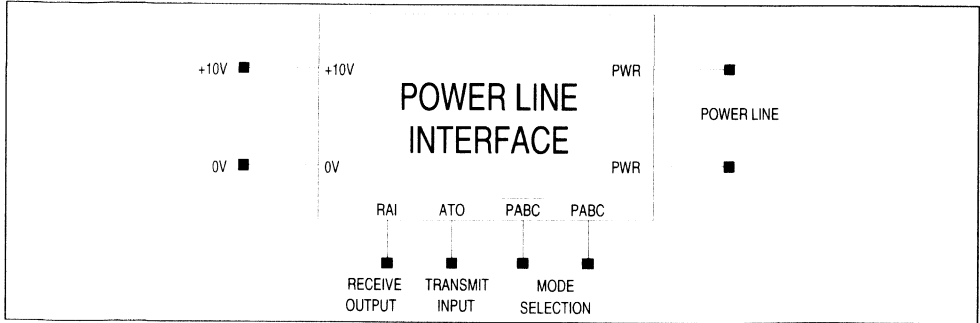 +10V +10V PWR
POWER LINE
INTERFACE
POWER LINE
0V 0V PWR
RAI ATO PABC PABC
RECEIVE TRANSMIT MODE
OUTPUT INPUT SELECTION